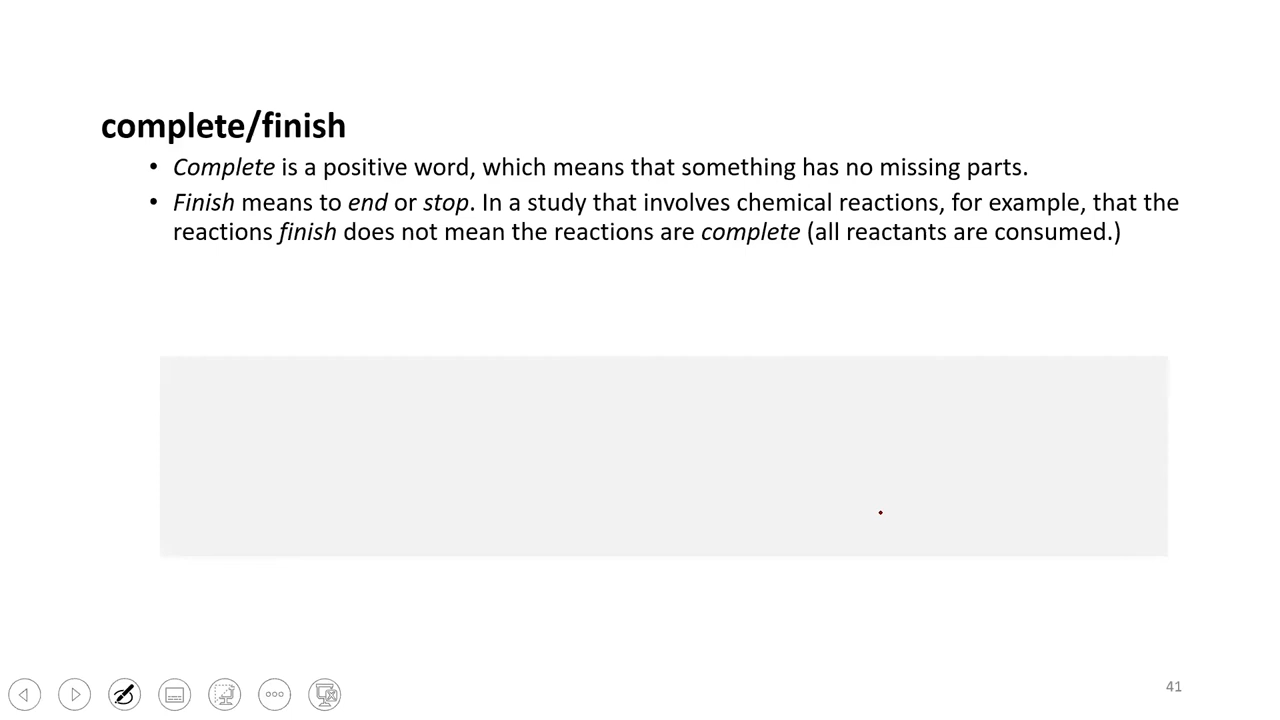 complete/finish
• Complete is a positive word, which means that something has no missing parts.
• Finish means to end or stop. In a study that involves chemical reactions, for example, that the
reactions finish does not mean the reactions are complete (all reactants are consumed.)
41